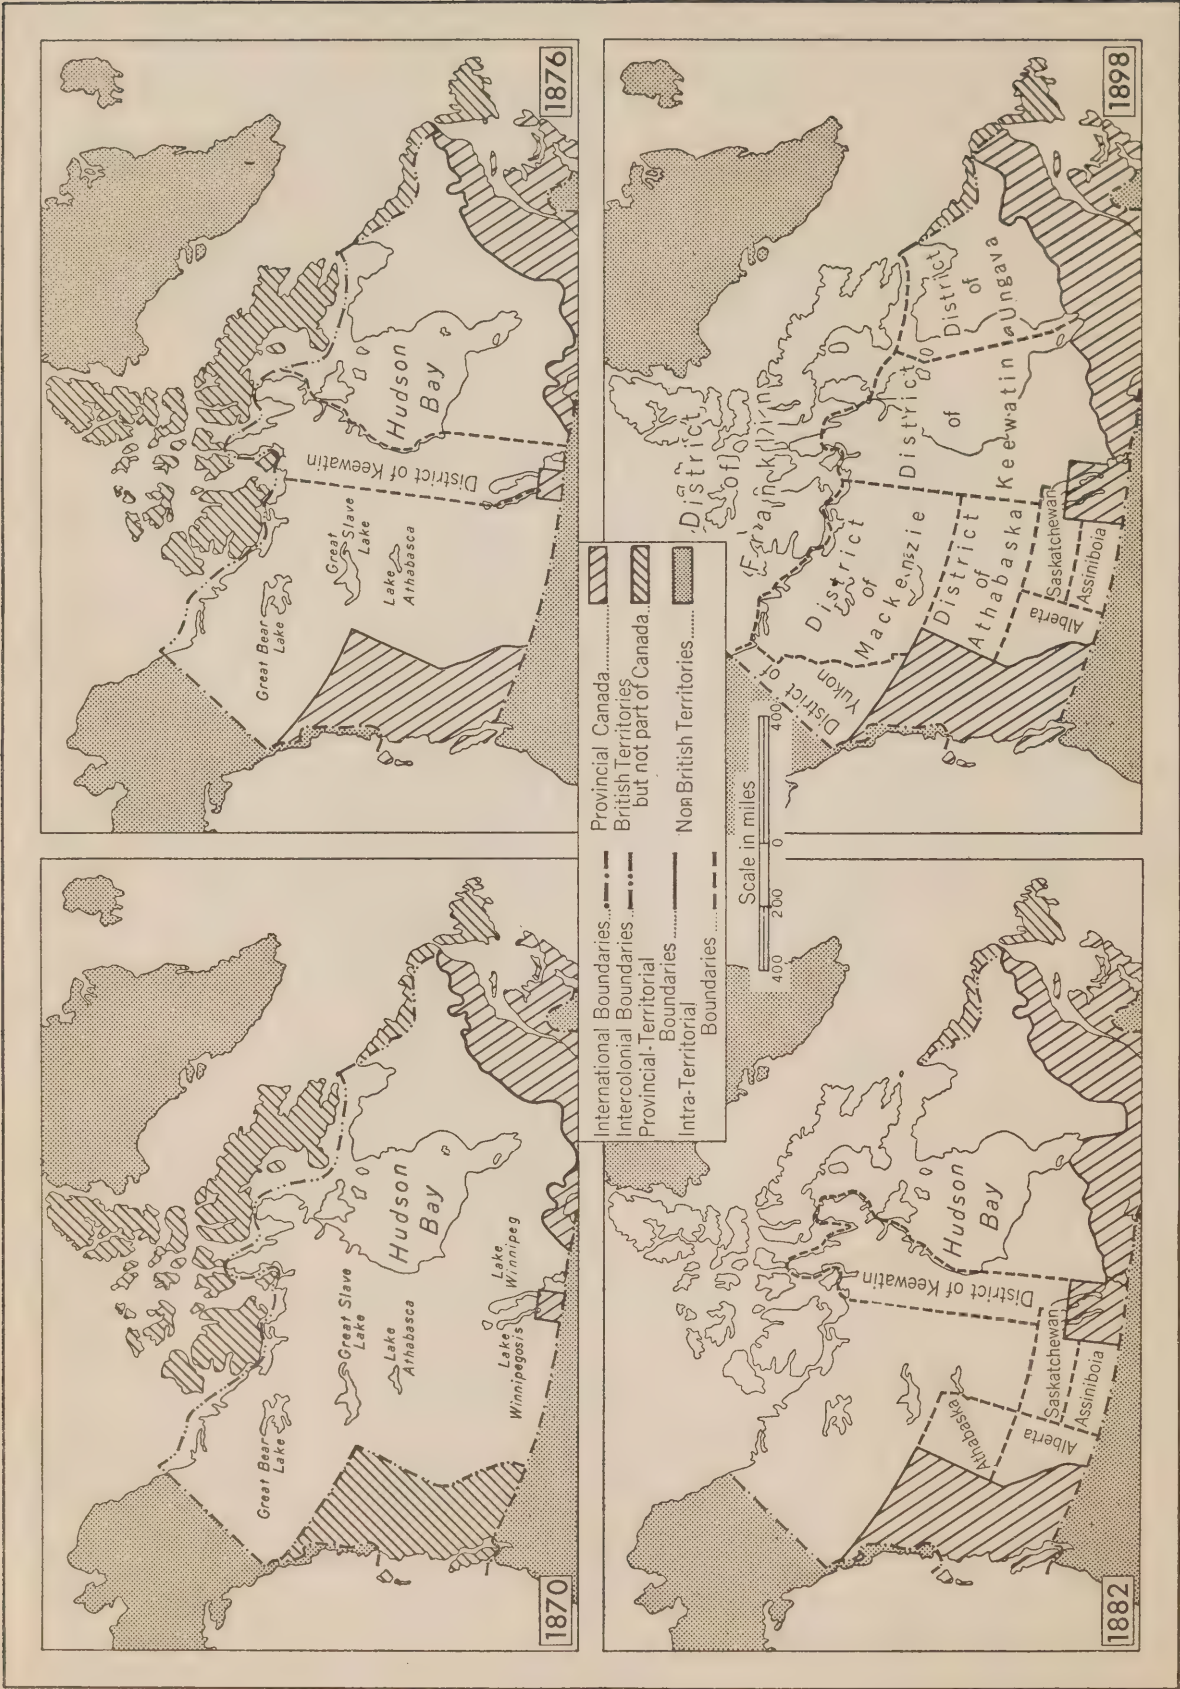 1870
Great Bear
Lake
Great Slave
Lake
Lake
Athabasca
Hudson
Bay
Lake
Winnipeg
Lake
Winnipegosis
1876
Great Bear
Lake
Great
Slave
Lake
Lake
Athabasca
District of Keewatin
Hudson
Bay
International Boundaries
Intercolonial Boundaries
Provincial-Territorial
Boundaries
Intra-Territorial
Boundaries
Provincial Canada
British Territories
but not part of Canada
Non British Territories
Scale in miles
400
200
0
400
1882
Athabaska
Alberta
Saskatchewan
Assiniboia
District of Keewatin
Hudson
Bay
1898
District of
Yukon
District
of
Mackenzie
District
of
Franklin
District
of
Athabaska
District
of
Keewatin
District
of
Ungava
Alberta
Saskatchewan
Assiniboia